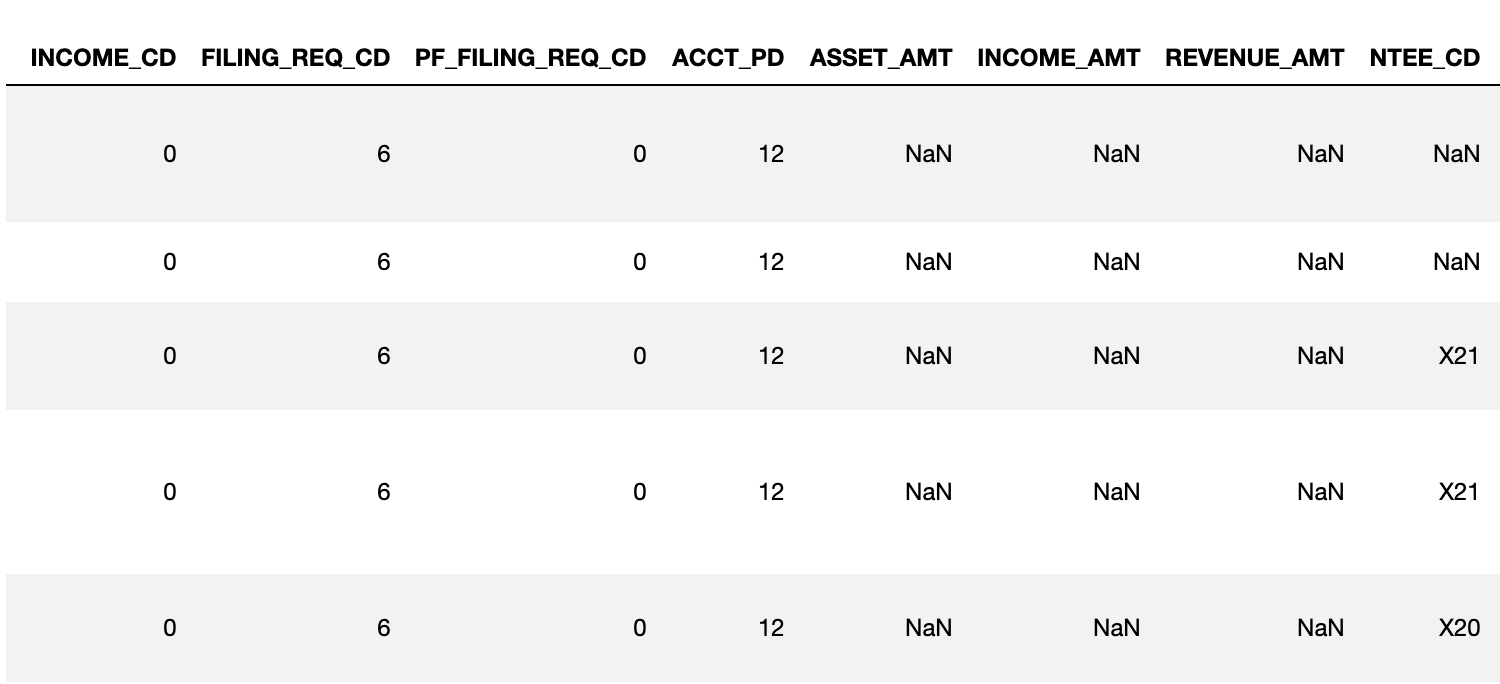 INCOME_CD FILING_REQ_CD PF_FILING_REQ_CD ACCT_PD ASSET_AMT INCOME_AMT REVENUE_AMT NTEE_CD
0 6 0 12 NaN NaN NaN NaN
0 6 0 12 NaN NaN NaN NaN
0 6 0 12 NaN NaN NaN X21
0 6 0 12 NaN NaN NaN X21
0 6 0 12 NaN NaN NaN X20